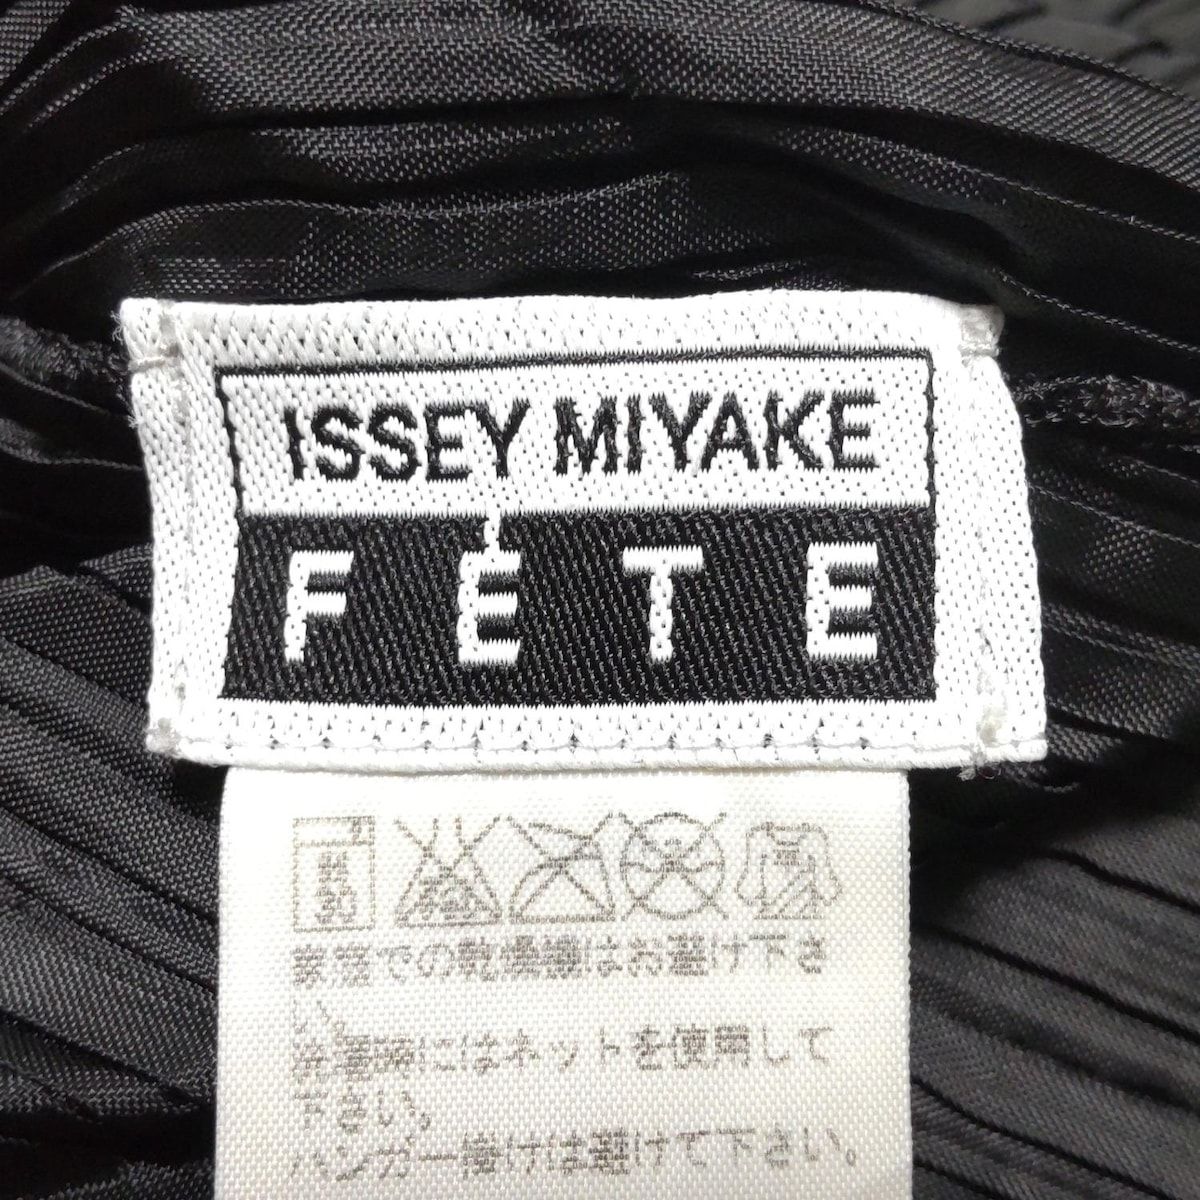 ISSEY MIYAKE
FÊTE
家庭での乾燥機はお避け下さ
い。
洗濯時にはネットを使用して
下さい。
ハンガー掛けは避けて下さい。